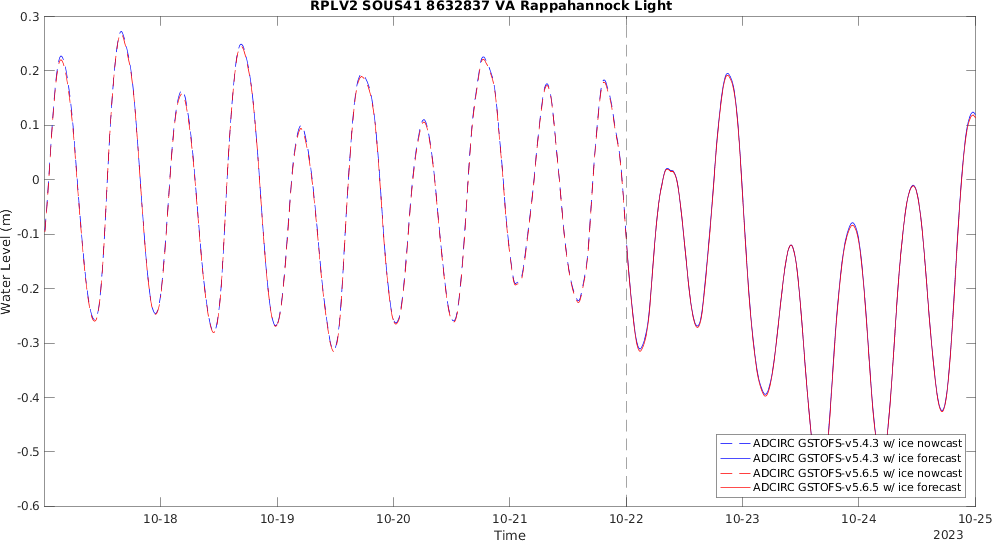 RPLV2 SOUS41 8632837 VA Rappahannock Light
0.3
0.2
0.1
0
-0.1
-0.2
-0.3
-0.4
-0.5
-0.6
Water Level (m)
ADCIRC GSTOFS-v5.4.3 w/ ice nowcast
ADCIRC GSTOFS-v5.4.3 w/ ice forecast
ADCIRC GSTOFS-v5.6.5 w/ ice nowcast
ADCIRC GSTOFS-v5.6.5 w/ ice forecast
10-18 10-19 10-20 10-21 10-22 10-23 10-24 10-25
Time
2023